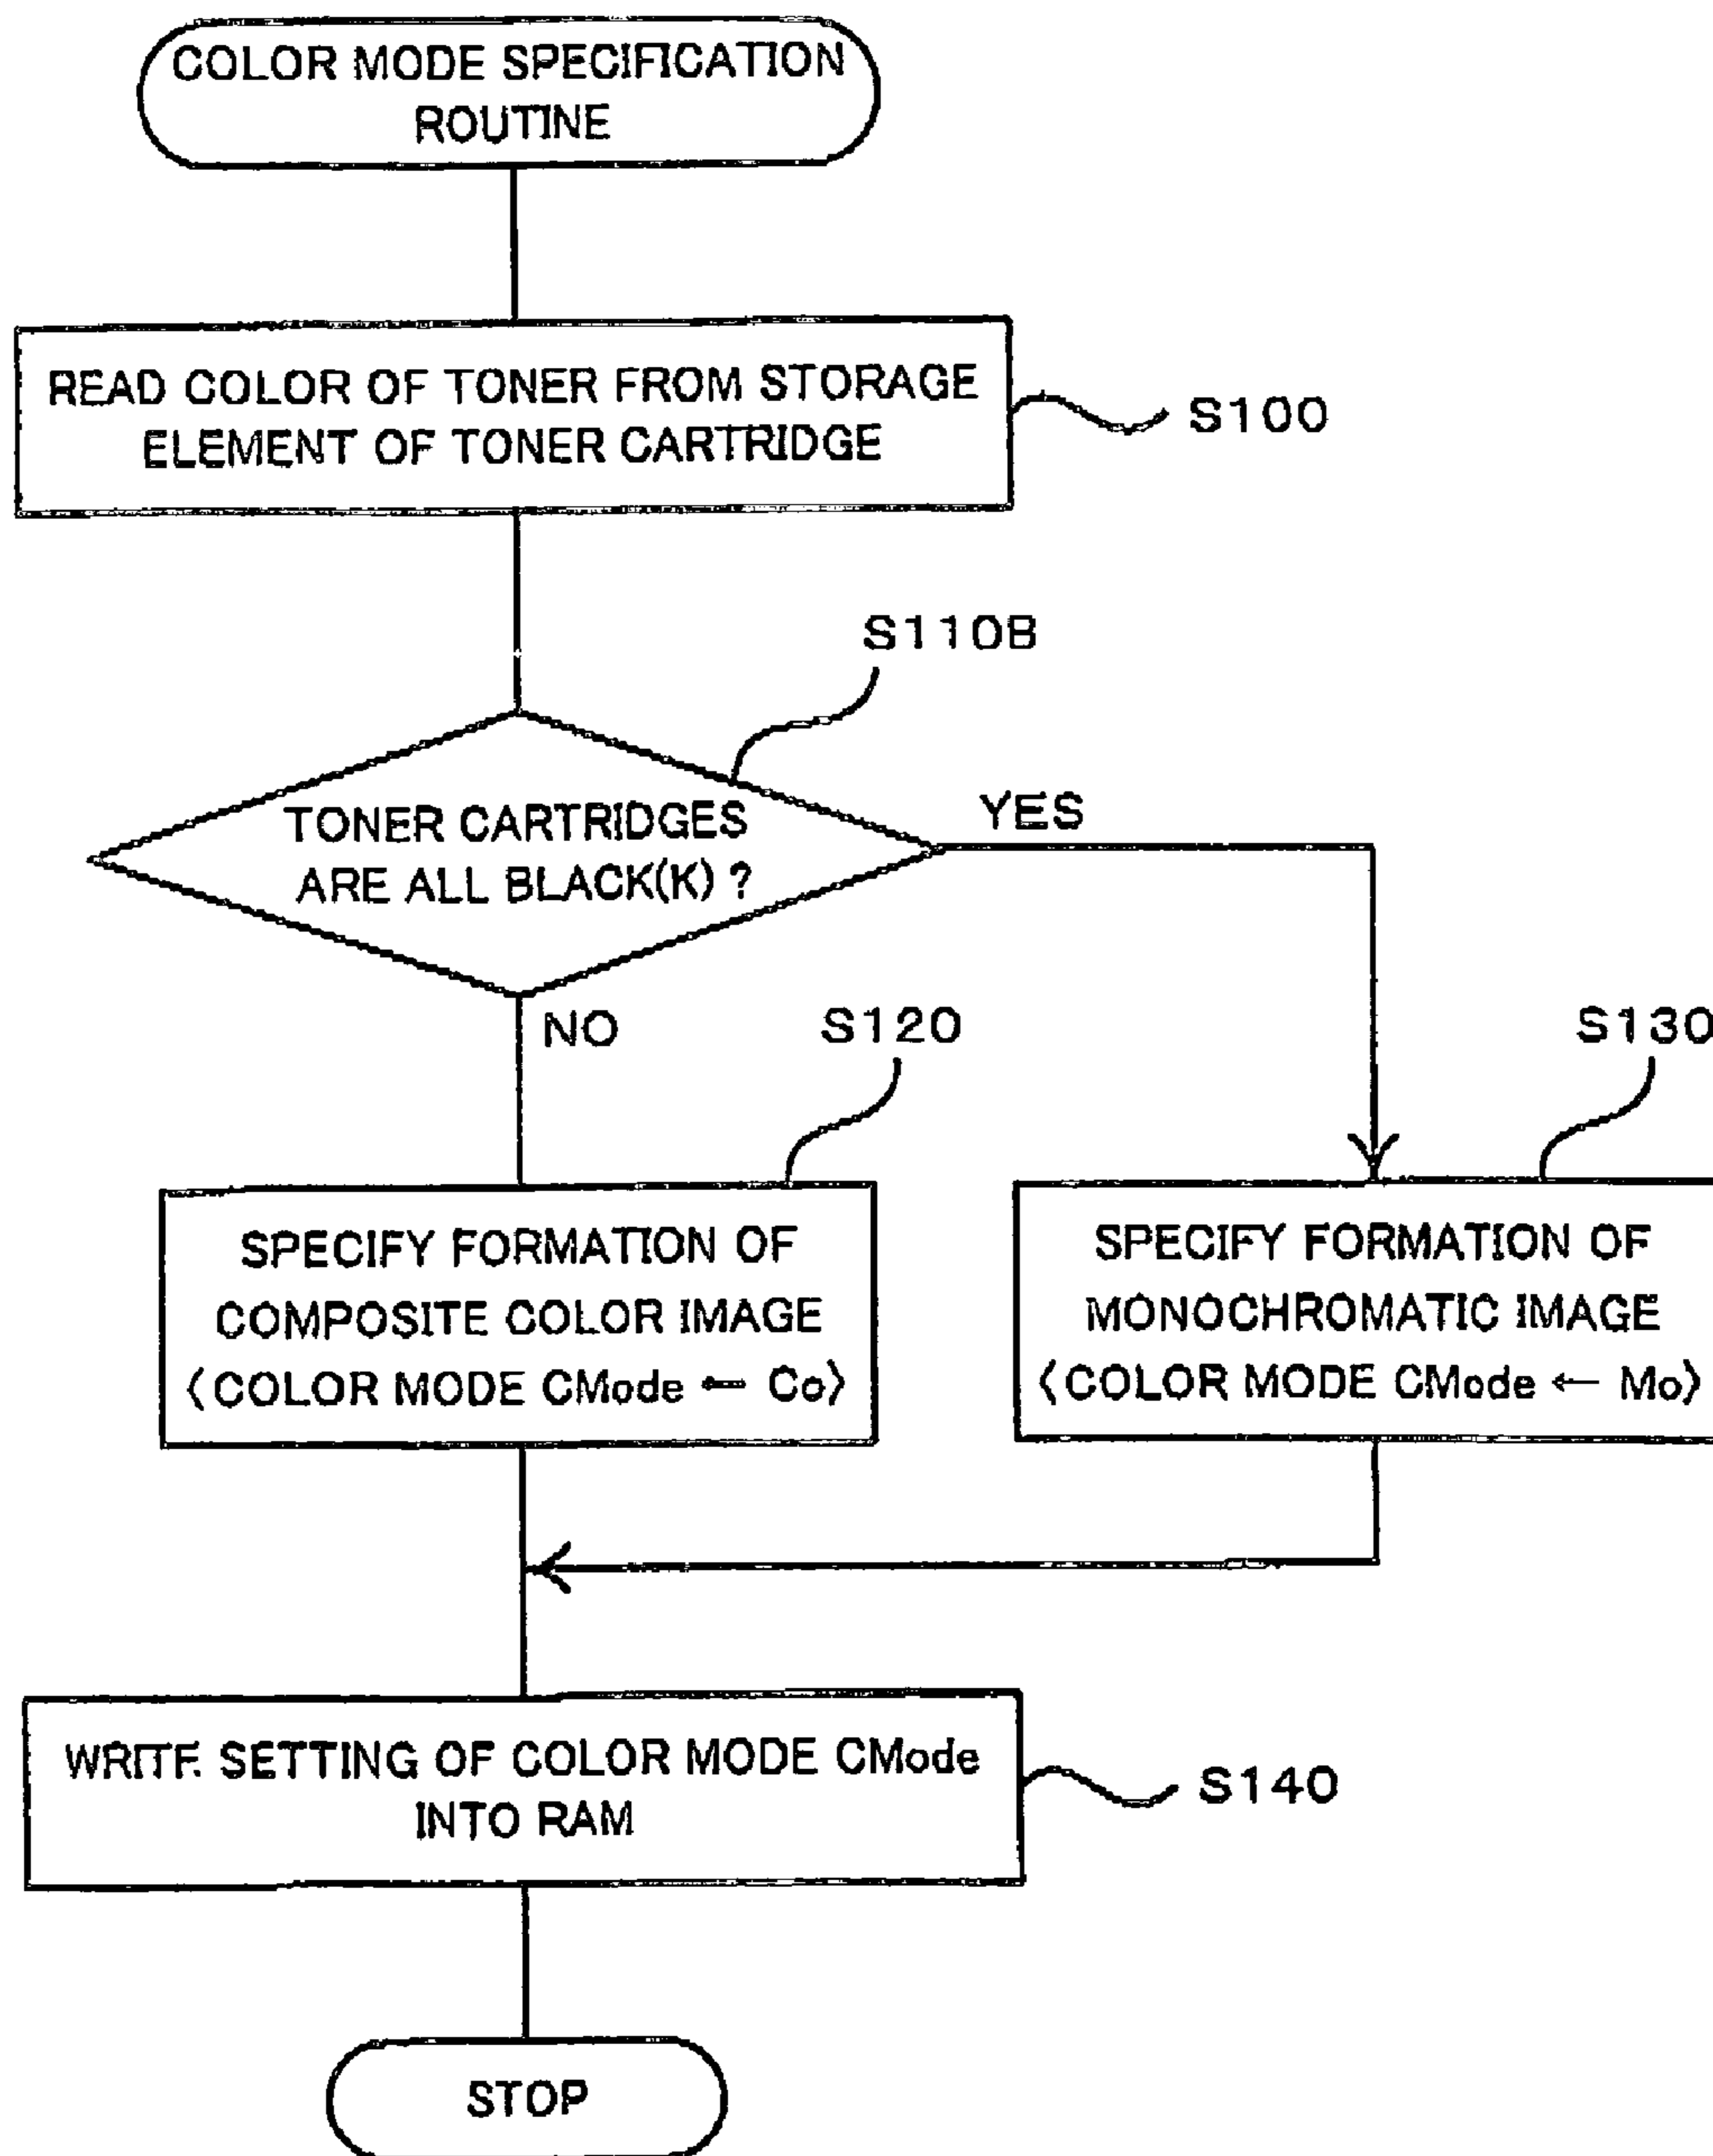 COLOR MODE SPECIFICATION
ROUTINE
READ COLOR OF TONER FROM STORAGE
ELEMENT OF TONER CARTRIDGE
S100
S110B
TONER CARTRIDGES
ARE ALL BLACK(K) ?
YES
NO
S120
S130
SPECIFY FORMATION OF
COMPOSITE COLOR IMAGE
⟨COLOR MODE CMode ← Co⟩
SPECIFY FORMATION OF
MONOCHROMATIC IMAGE
⟨COLOR MODE CMode ← Mo⟩
WRITE SETTING OF COLOR MODE CMode
INTO RAM
S140
STOP